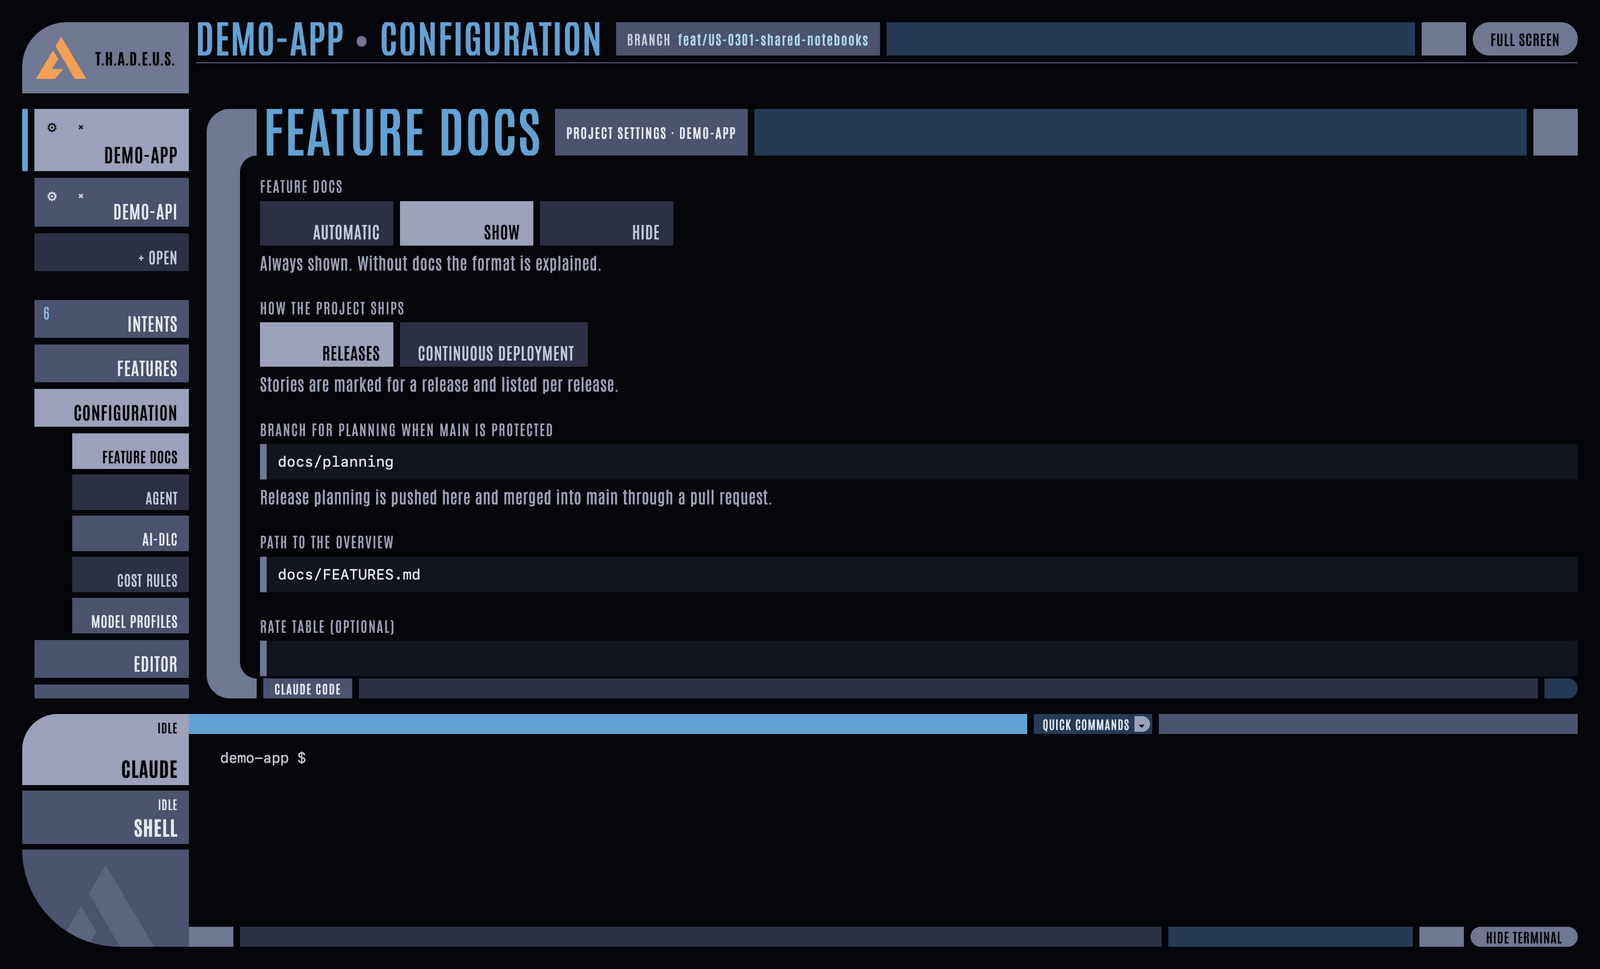 T.H.A.D.E.U.S.
DEMO-APP • CONFIGURATION
BRANCH feat/US-0301-shared-notebooks
FULL SCREEN
⚙ ×
DEMO-APP
⚙ ×
DEMO-API
+ OPEN
6
INTENTS
FEATURES
CONFIGURATION
FEATURE DOCS
AGENT
AI-DLC
COST RULES
MODEL PROFILES
EDITOR
FEATURE DOCS
PROJECT SETTINGS · DEMO-APP
FEATURE DOCS
AUTOMATIC
SHOW
HIDE
Always shown. Without docs the format is explained.
HOW THE PROJECT SHIPS
RELEASES
CONTINUOUS DEPLOYMENT
Stories are marked for a release and listed per release.
BRANCH FOR PLANNING WHEN MAIN IS PROTECTED
docs/planning
Release planning is pushed here and merged into main through a pull request.
PATH TO THE OVERVIEW
docs/FEATURES.md
RATE TABLE (OPTIONAL)
CLAUDE CODE
IDLE
CLAUDE
IDLE
SHELL
QUICK COMMANDS
demo-app $
HIDE TERMINAL